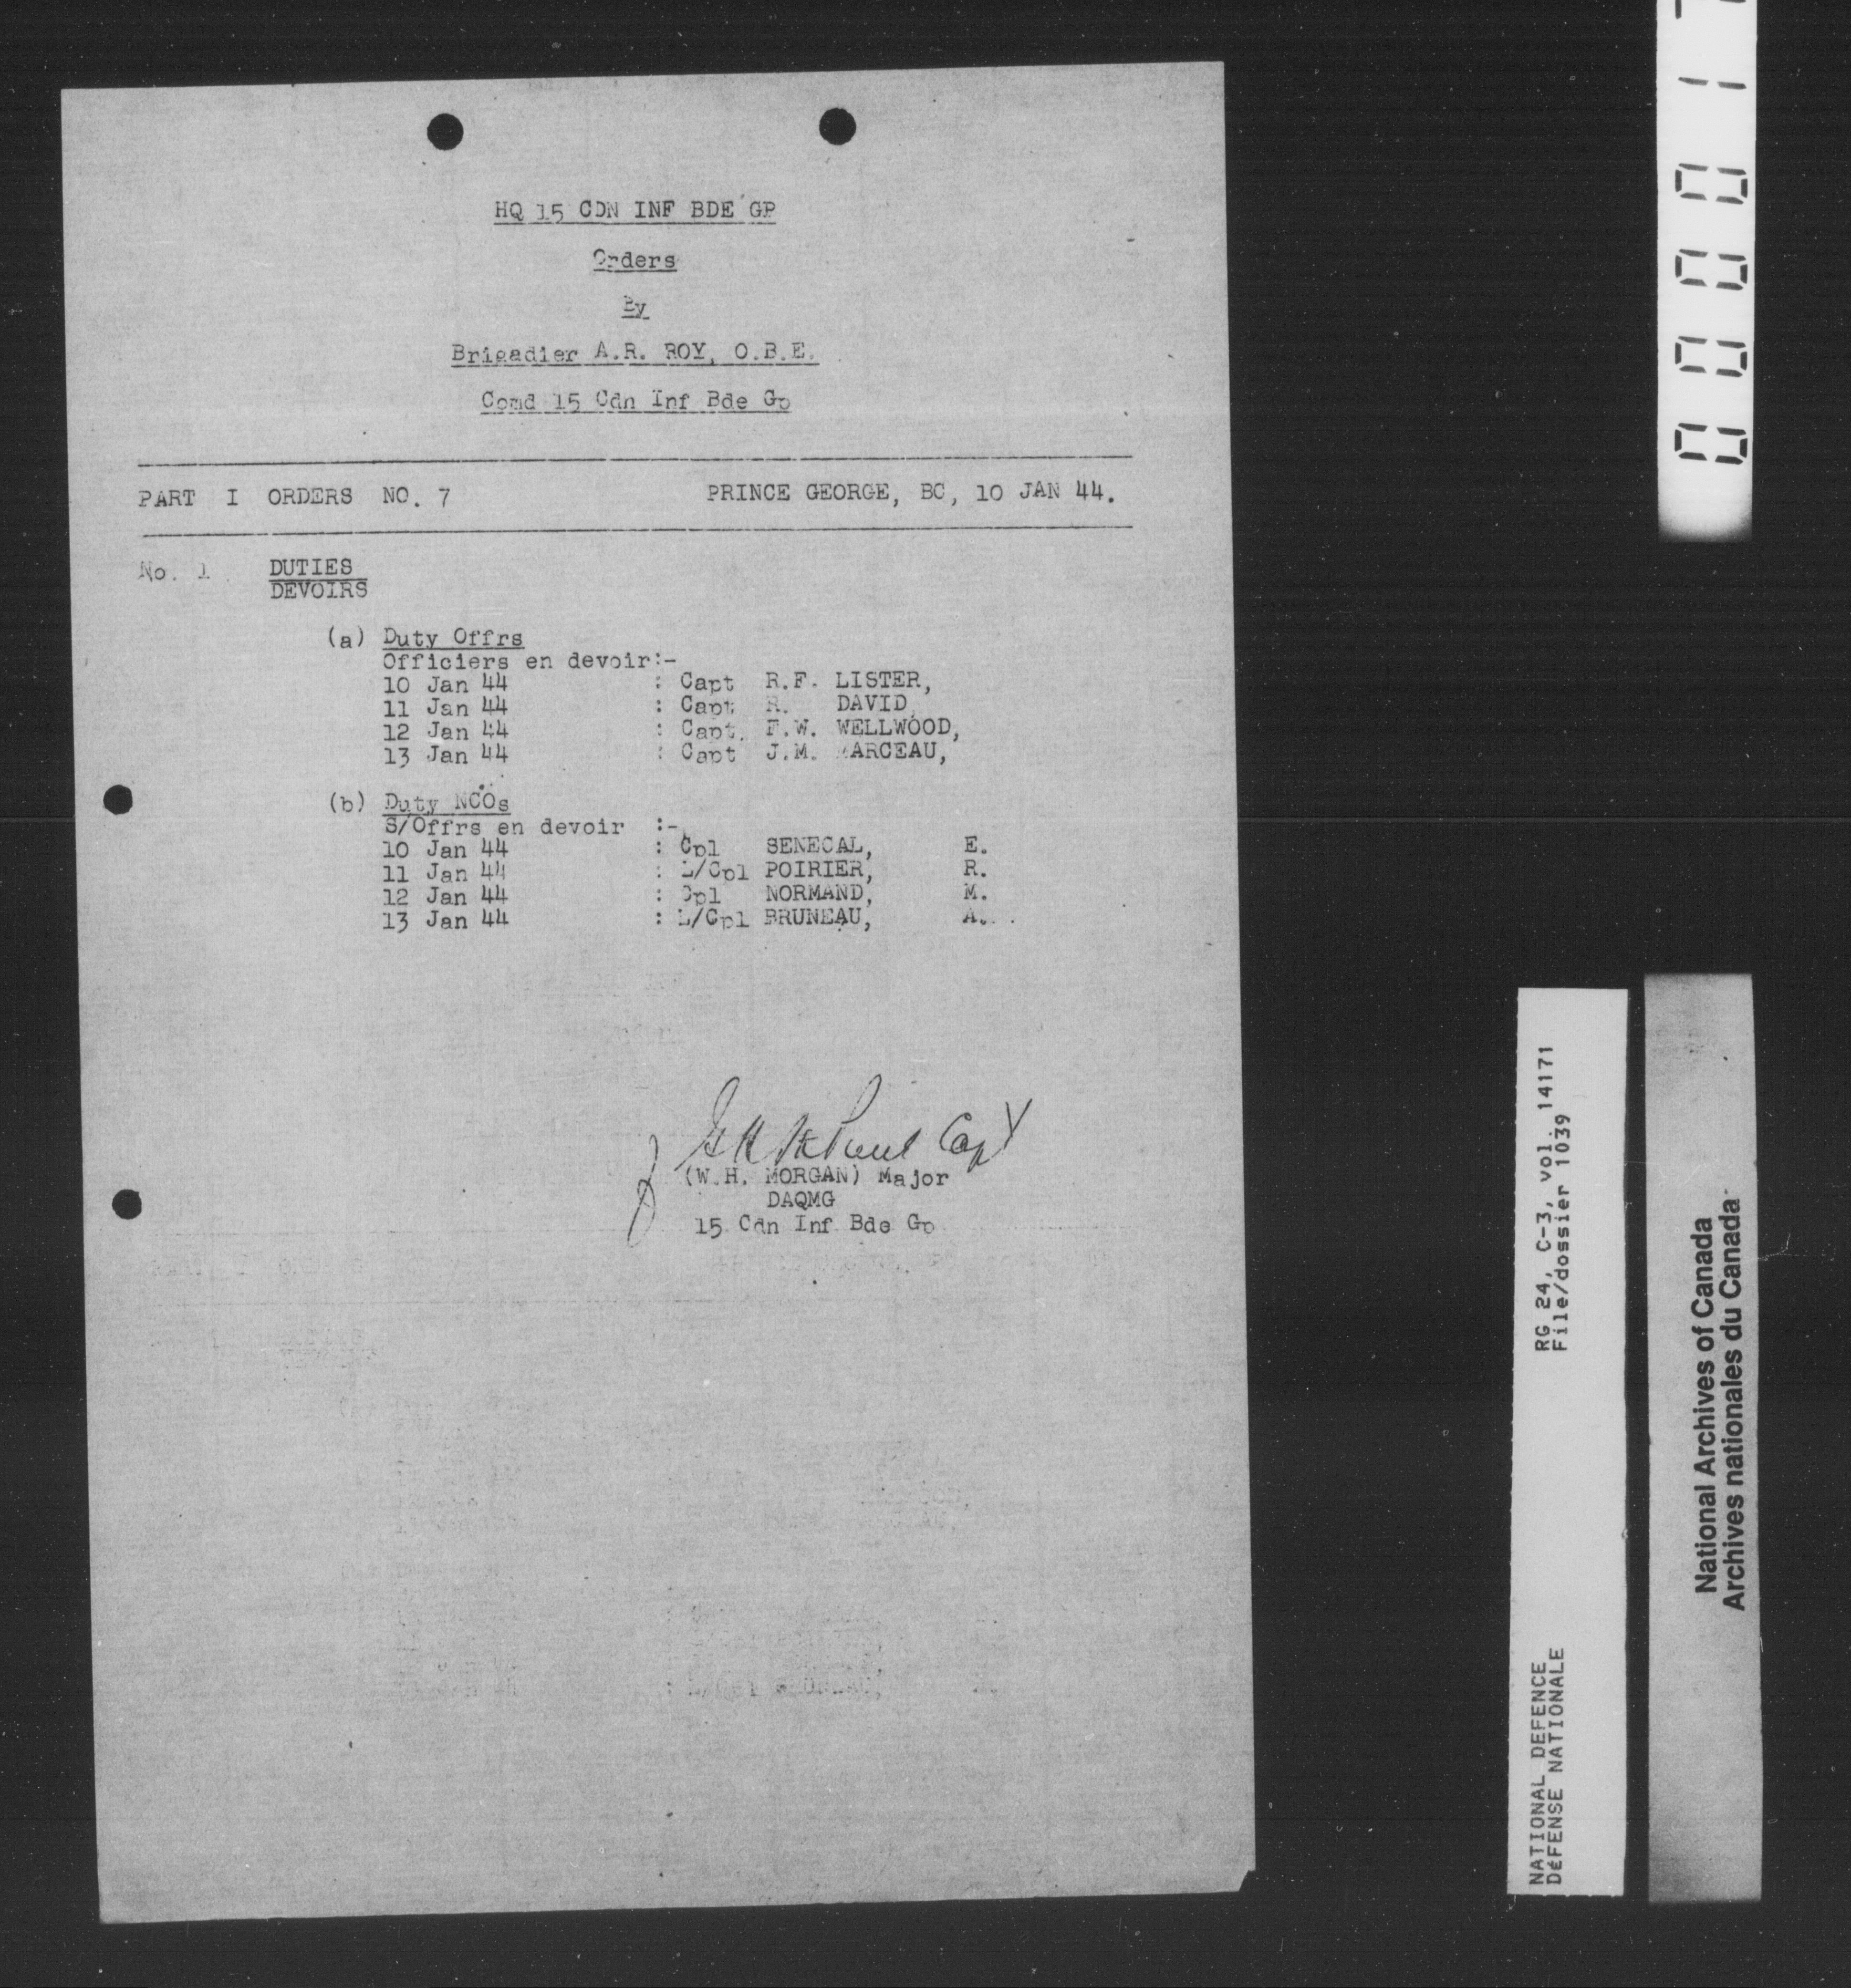 HQ 15 CDN INF BDE GP
Orders
By
Brigadier A.R. ROY, O.B.E.
Comd 15 Cdn Inf Bde Gp
PART I ORDERS NO. 7 PRINCE GEORGE, BC, 10 JAN 44.
No. 1 DUTIES
DEVOIRS
(a) Duty Offrs
Officiers en devoir:-
10 Jan 44 : Capt R.F. LISTER,
11 Jan 44 : Capt R. DAVID
12 Jan 44 : Capt. F.W. WELLWOOD,
13 Jan 44 : Capt J.M. MARCEAU,
(b) Duty NCOs
S/Offrs en devoir :-
10 Jan 44 : Cpl SENECAL, E.
11 Jan 44 : L/Cpl POIRIER, R.
12 Jan 44 : Cpl NORMAND, M.
13 Jan 44 : L/Cpl BRUNEAU, A.
Capt
(W.H. MORGAN) Major
DAQMG
15 Cdn Inf Bde Gp
RG 24, C-3, vol. 14171
File/dossier 1039
NATIONAL DEFENCE
DÉFENSE NATIONALE
National Archives of Canada
Archives nationales du Canada